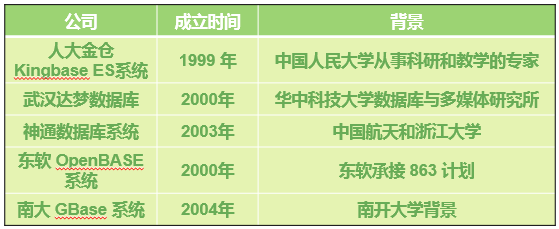 公司 成立时间 背景
人大金仓
Kingbase ES系统 1999 年 中国人民大学从事科研和教学的专家
武汉达梦数据库 2000年 华中科技大学数据库与多媒体研究所
神通数据库系统 2003年 中国航天和浙江大学
东软 OpenBASE
系统 2000年 东软承接 863 计划
南大 GBase 系统 2004年 南开大学背景